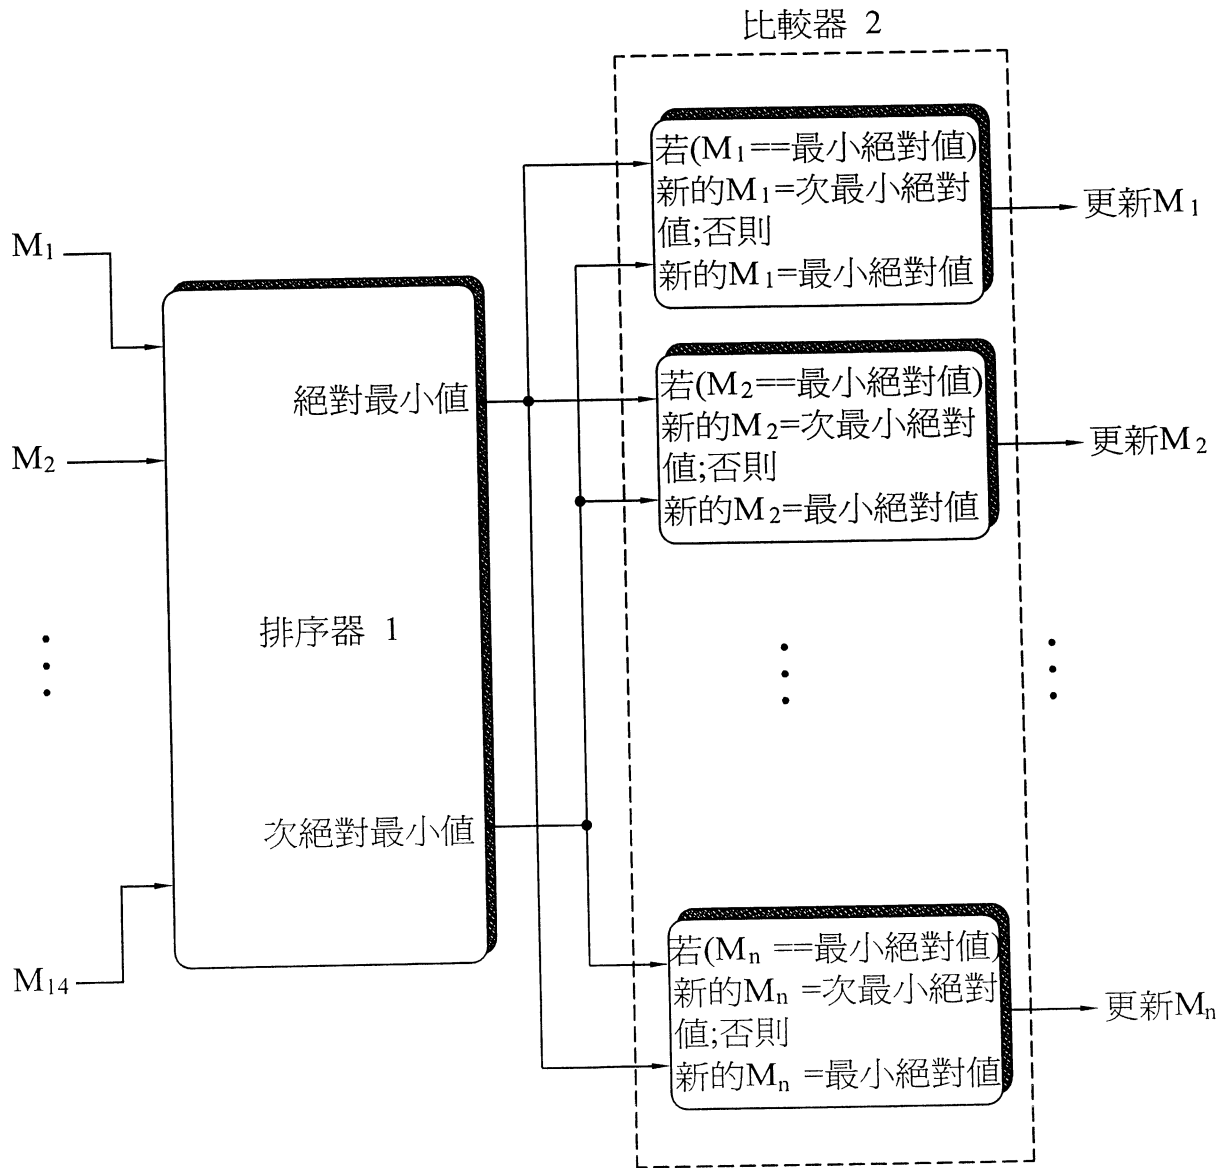 比較器 2
若(M₁==最小絕對值)
新的M₁=次最小絕對
值;否則
新的M₁=最小絕對值
更新M₁
M₁
絕對最小值
若(M₂==最小絕對值)
新的M₂=次最小絕對
值;否則
新的M₂=最小絕對值
更新M₂
M₂
排序器 1
次絕對最小值
M₁₄
若(Mₙ ==最小絕對值)
新的Mₙ =次最小絕對
值;否則
新的Mₙ =最小絕對值
更新Mₙ